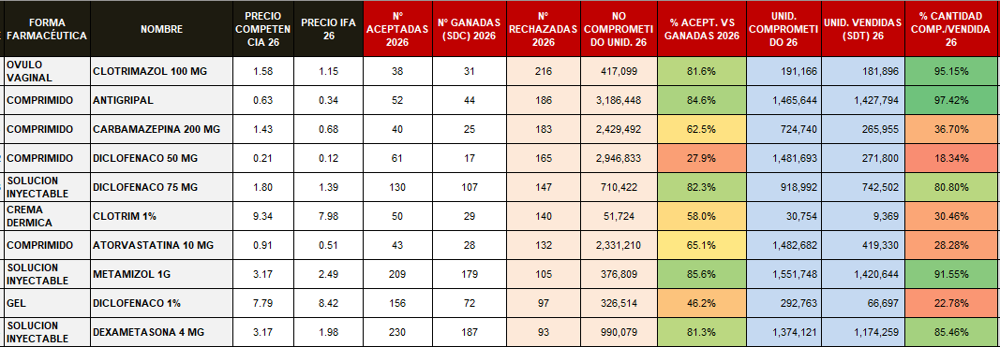 FORMA FARMACÉUTICA | NOMBRE | PRECIO COMPETENCIA 26 | PRECIO IFA 26 | N° ACEPTADAS 2026 | N° GANADAS (SDC) 2026 | N° RECHAZADAS 2026 | NO COMPROMETIDO UNID. 26 | % ACEPT. VS GANADAS 2026 | UNID. COMPROMETIDO 26 | UNID. VENDIDAS (SDT) 26 | % CANTIDAD COMP./VENDIDA 26
OVULO VAGINAL | CLOTRIMAZOL 100 MG | 1.58 | 1.15 | 38 | 31 | 216 | 417,099 | 81.6% | 191,166 | 181,896 | 95.15%
COMPRIMIDO | ANTIGRIPAL | 0.63 | 0.34 | 52 | 44 | 186 | 3,186,448 | 84.6% | 1,465,644 | 1,427,794 | 97.42%
COMPRIMIDO | CARBAMAZEPINA 200 MG | 1.43 | 0.68 | 40 | 25 | 183 | 2,429,492 | 62.5% | 724,740 | 265,955 | 36.70%
COMPRIMIDO | DICLOFENACO 50 MG | 0.21 | 0.12 | 61 | 17 | 165 | 2,946,833 | 27.9% | 1,481,693 | 271,800 | 18.34%
SOLUCION INYECTABLE | DICLOFENACO 75 MG | 1.80 | 1.39 | 130 | 107 | 147 | 710,422 | 82.3% | 918,992 | 742,502 | 80.80%
CREMA DERMICA | CLOTRIM 1% | 9.34 | 7.98 | 50 | 29 | 140 | 51,724 | 58.0% | 30,754 | 9,369 | 30.46%
COMPRIMIDO | ATORVASTATINA 10 MG | 0.91 | 0.51 | 43 | 28 | 132 | 2,331,210 | 65.1% | 1,482,682 | 419,330 | 28.28%
SOLUCION INYECTABLE | METAMIZOL 1G | 3.17 | 2.49 | 209 | 179 | 105 | 376,809 | 85.6% | 1,551,748 | 1,420,644 | 91.55%
GEL | DICLOFENACO 1% | 7.79 | 8.42 | 156 | 72 | 97 | 326,514 | 46.2% | 292,763 | 66,697 | 22.78%
SOLUCION INYECTABLE | DEXAMETASONA 4 MG | 3.17 | 1.98 | 230 | 187 | 93 | 990,079 | 81.3% | 1,374,121 | 1,174,259 | 85.46%